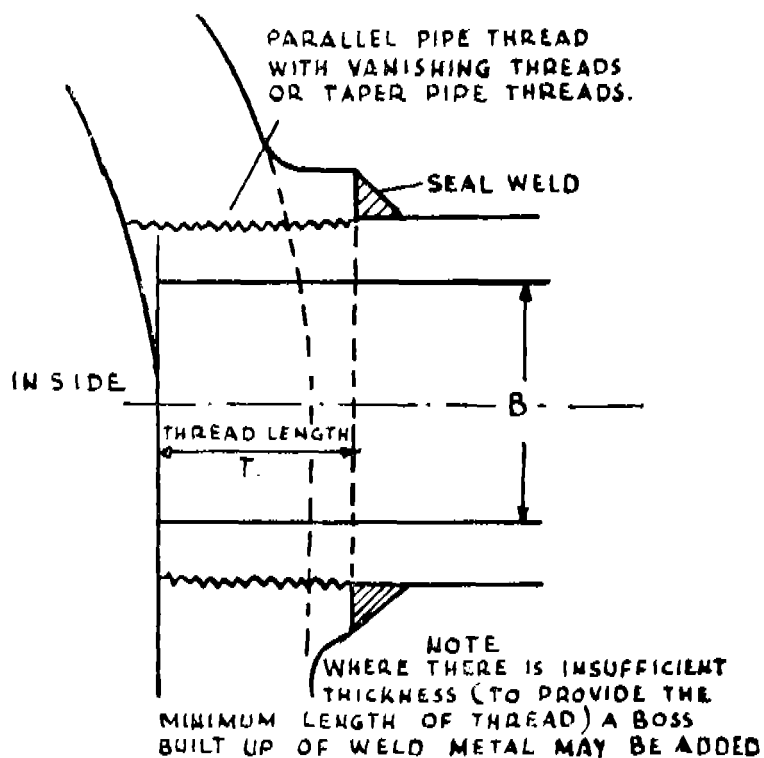 PARALLEL PIPE THREAD
WITH VANISHING THREADS
OR TAPER PIPE THREADS.
SEAL WELD
INSIDE
B
THREAD LENGTH
T.
NOTE
WHERE THERE IS INSUFFICIENT
THICKNESS (TO PROVIDE THE
MINIMUM LENGTH OF THREAD) A BOSS
BUILT UP OF WELD METAL MAY BE ADDED